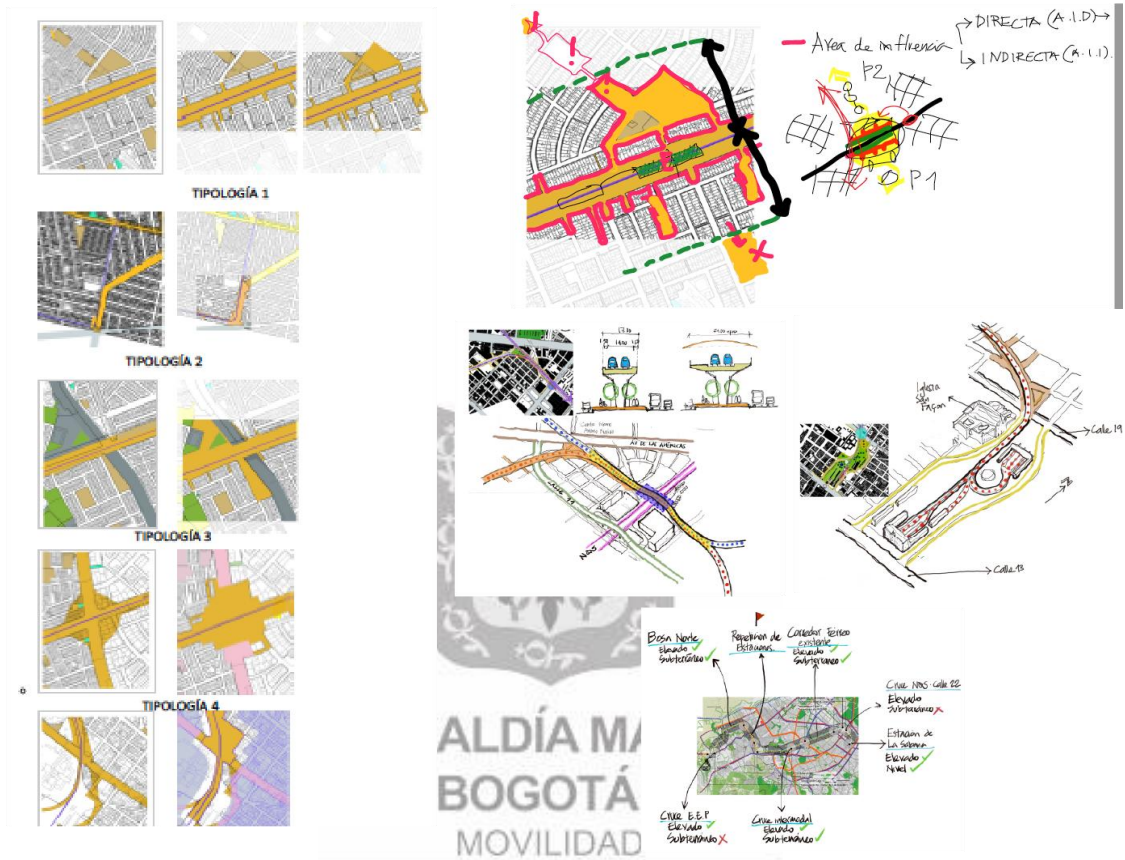 TIPOLOGÍA 1
TIPOLOGÍA 2
TIPOLOGÍA 3
TIPOLOGÍA 4
Area de influencia
DIRECTA (A.I.D)
INDIRECTA (A.I.I).
P2
P1
AV DE LAS AMÉRICAS
NQS
Iglesia
Calle 19
Calle 13
Bosa Norte
Elevado
Subterráneo
Repetición de
Estaciones
Corredor Férreo
existente
Elevado
Subterráneo
Cruce NQS - Calle 22
Elevado
Subterráneo
Estación de
La Sabana
Elevado
Nivel
Cruce E.E.P
Elevado
Subterráneo
Cruce intermodal
Elevado
Subterráneo
ALDÍA MA
BOGOTÁ
MOVILIDAD